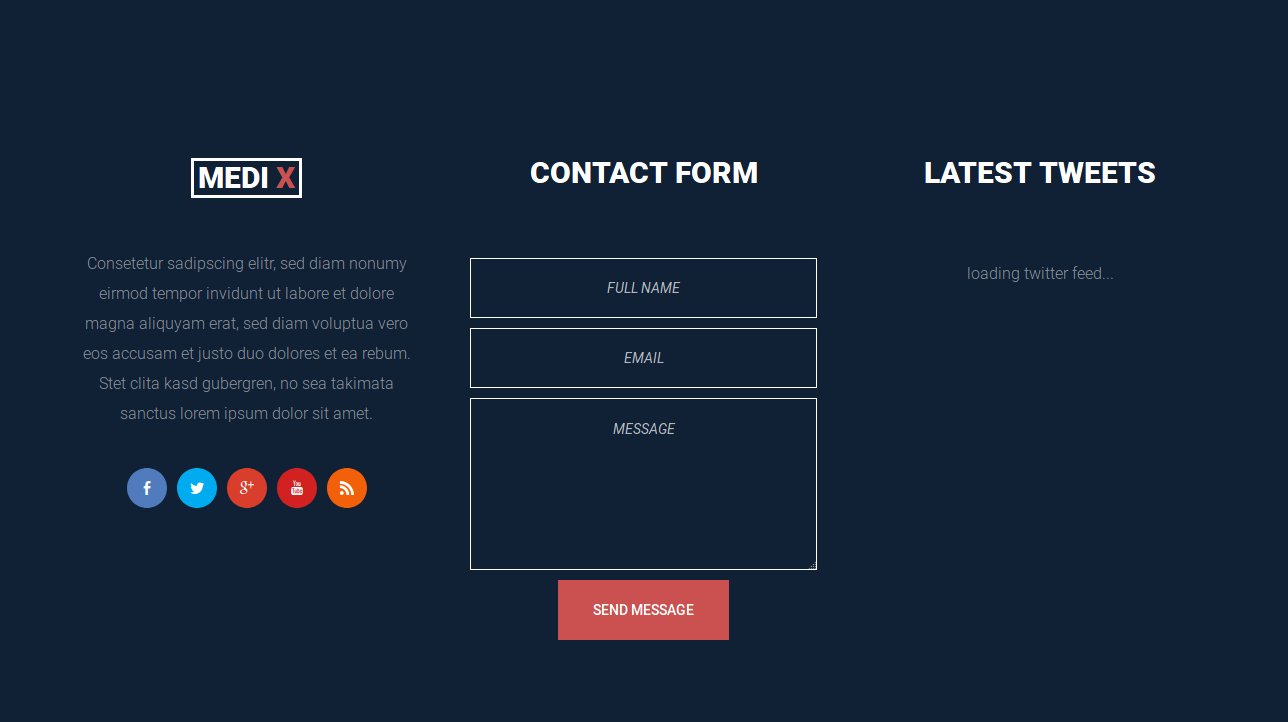 MEDI X
Consetetur sadipscing elitr, sed diam nonumy
eirmod tempor invidunt ut labore et dolore
magna aliquyam erat, sed diam voluptua vero
eos accusam et justo duo dolores et ea rebum.
Stet clita kasd gubergren, no sea takimata
sanctus lorem ipsum dolor sit amet.
f
g+
You
Tube
CONTACT FORM
FULL NAME
EMAIL
MESSAGE
SEND MESSAGE
LATEST TWEETS
loading twitter feed...